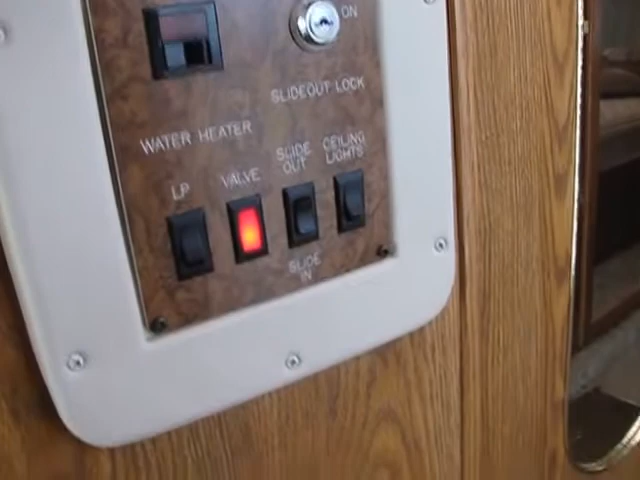 ON
SLIDEOUT LOCK
WATER HEATER
LP
VALVE
SLIDE
OUT
CEILING
LIGHTS
SLIDE
IN